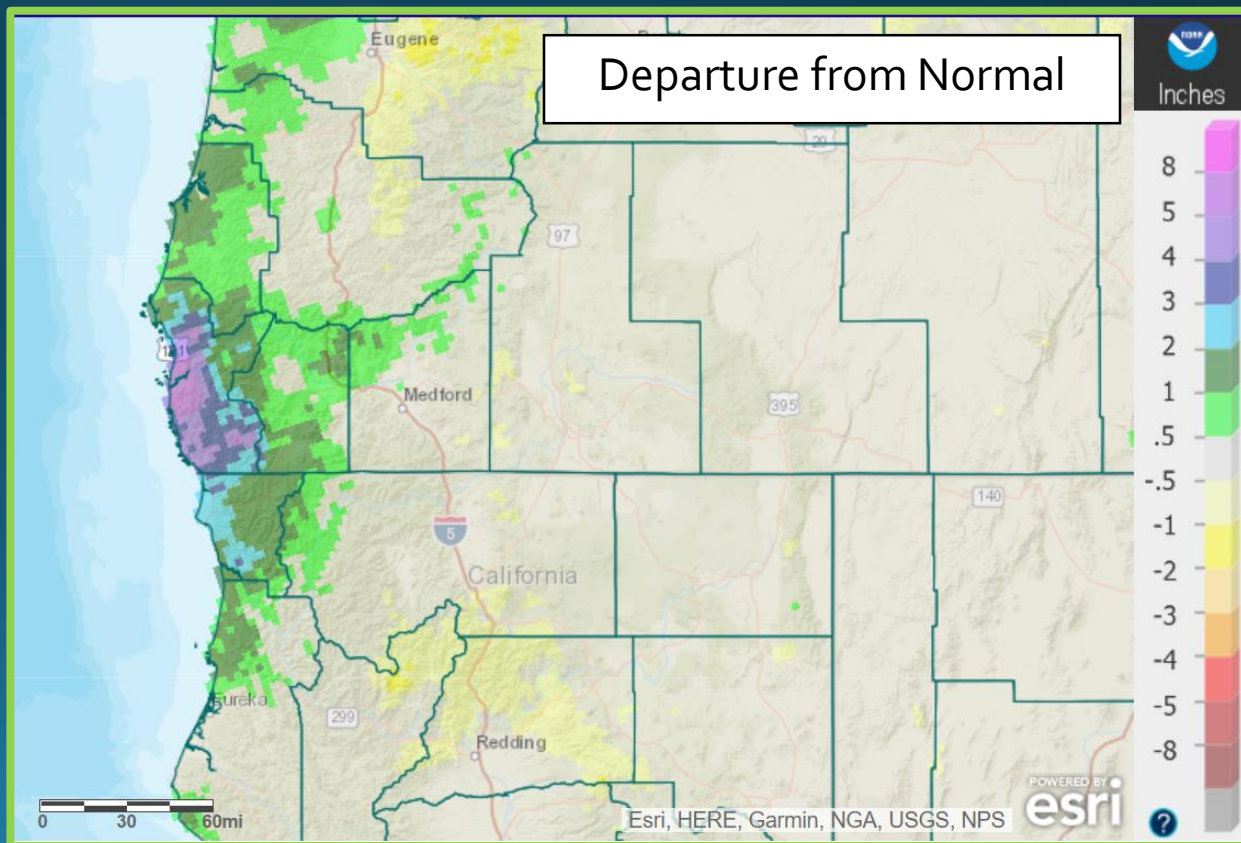 Departure from Normal
NOAA
Inches
8
5
4
3
2
1
.5
-.5
-1
-2
-3
-4
-5
-8
Eugene
20
97
101
Medford
395
140
5
California
Eureka
299
Redding
0 30 60mi
Esri, HERE, Garmin, NGA, USGS, NPS
POWERED BY
esri
?